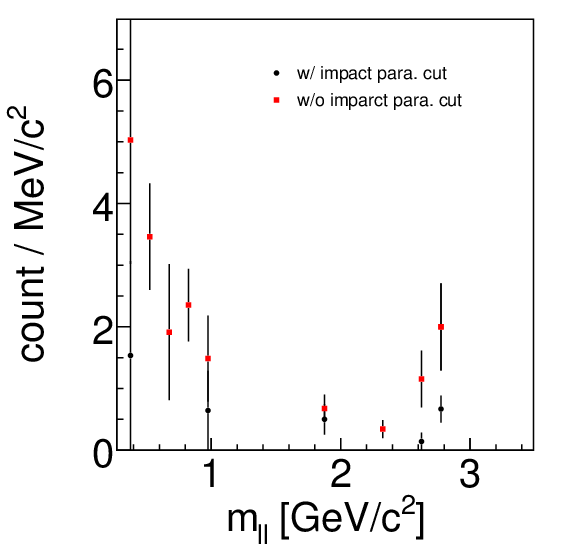 w/ impact para. cut
w/o imparct para. cut
count / MeV/c²
6
4
2
0
1
2
3
m_ll [GeV/c²]